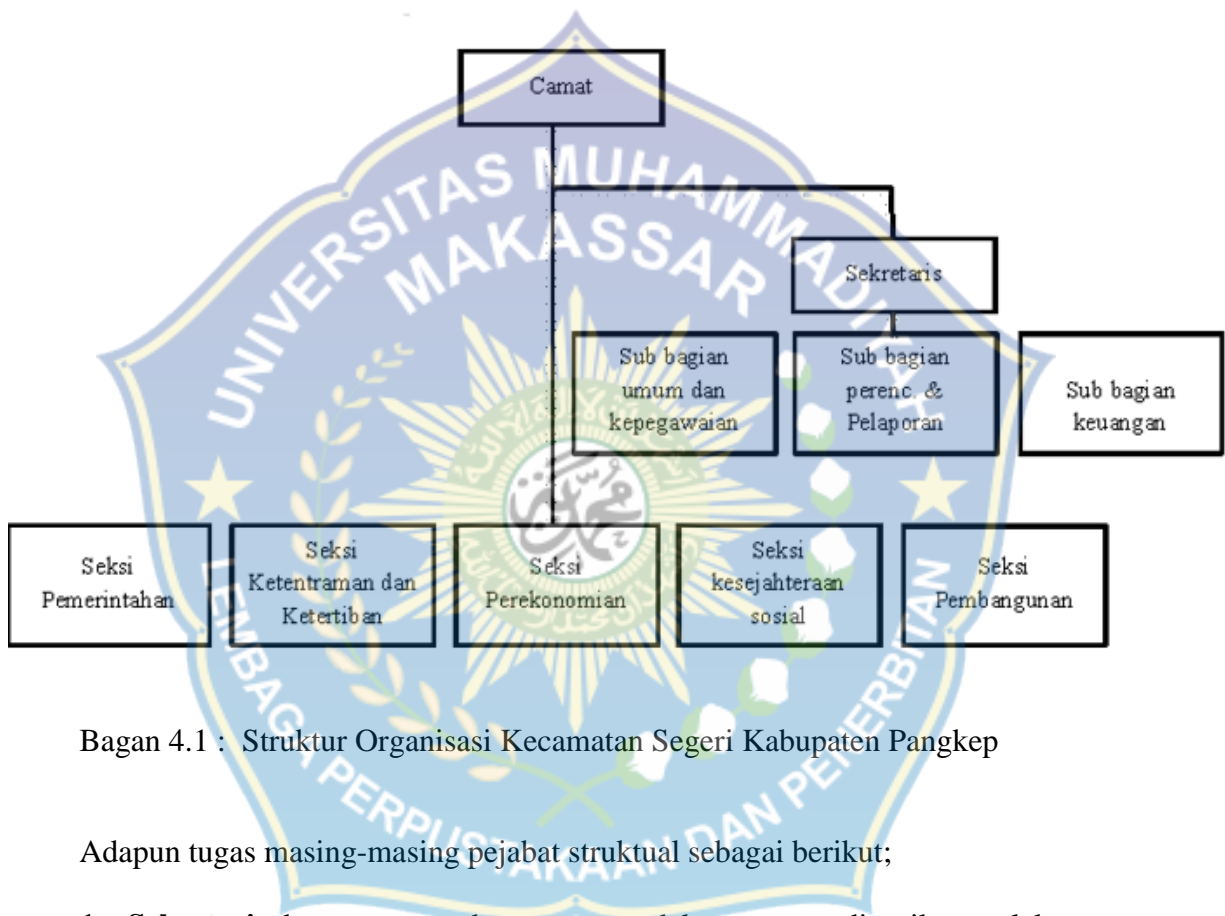 Camat
Sekretaris
Sub bagian
umum dan
kepegawaian
Sub bagian
perenc. &
Pelaporan
Sub bagian
keuangan
Seksi
Pemerintahan
Seksi
Ketentraman dan
Ketertiban
Seksi
Perekonomian
Seksi
kesejahteraan
sosial
Seksi
Pembangunan
UNIVERSITAS MUHAMMADIYAH
MAKASSAR
LEMBAGA PERPUSTAKAAN DAN PENERBITAN
Bagan 4.1 : Struktur Organisasi Kecamatan Segeri Kabupaten Pangkep
Adapun tugas masing-masing pejabat struktual sebagai berikut;